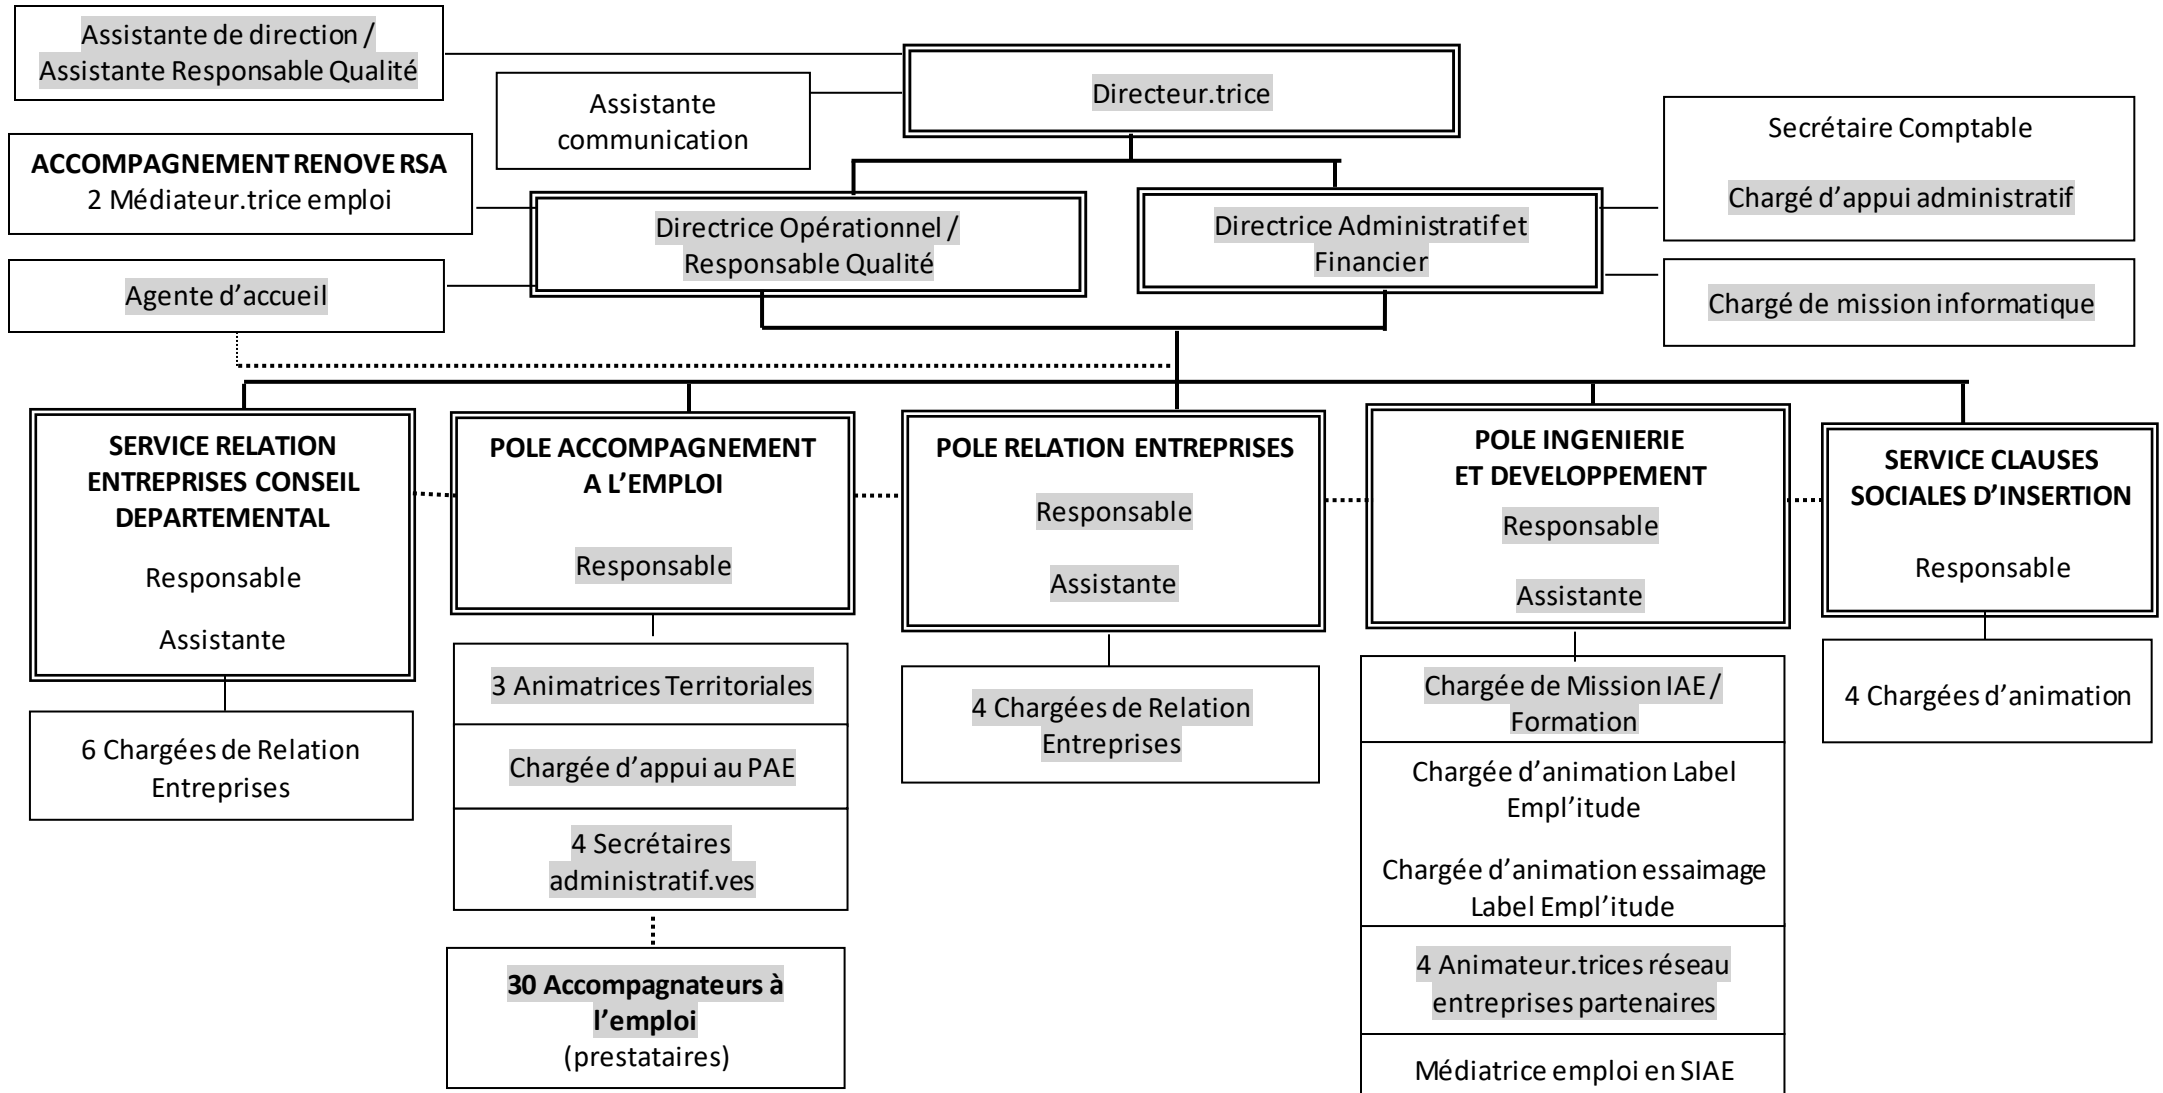 Assistante de direction /
Assistante Responsable Qualité
Directeur.trice
Assistante
communication
Secrétaire Comptable
Chargé d’appui administratif
ACCOMPAGNEMENT RENOVE RSA
2 Médiateur.trice emploi
Directrice Opérationnel /
Responsable Qualité
Directrice Administratif et
Financier
Agente d’accueil
Chargé de mission informatique
SERVICE RELATION
ENTREPRISES CONSEIL
DEPARTEMENTAL
Responsable
Assistante
6 Chargées de Relation
Entreprises
POLE ACCOMPAGNEMENT
A L’EMPLOI
Responsable
3 Animatrices Territoriales
Chargée d’appui au PAE
4 Secrétaires
administratif.ves
30 Accompagnateurs à
l’emploi
(prestataires)
POLE RELATION ENTREPRISES
Responsable
Assistante
4 Chargées de Relation
Entreprises
POLE INGENIERIE
ET DEVELOPPEMENT
Responsable
Assistante
Chargée de Mission IAE /
Formation
Chargée d’animation Label
Empl’itude
Chargée d’animation essaimage
Label Empl’itude
4 Animateur.trices réseau
entreprises partenaires
Médiatrice emploi en SIAE
SERVICE CLAUSES
SOCIALES D’INSERTION
Responsable
4 Chargées d’animation